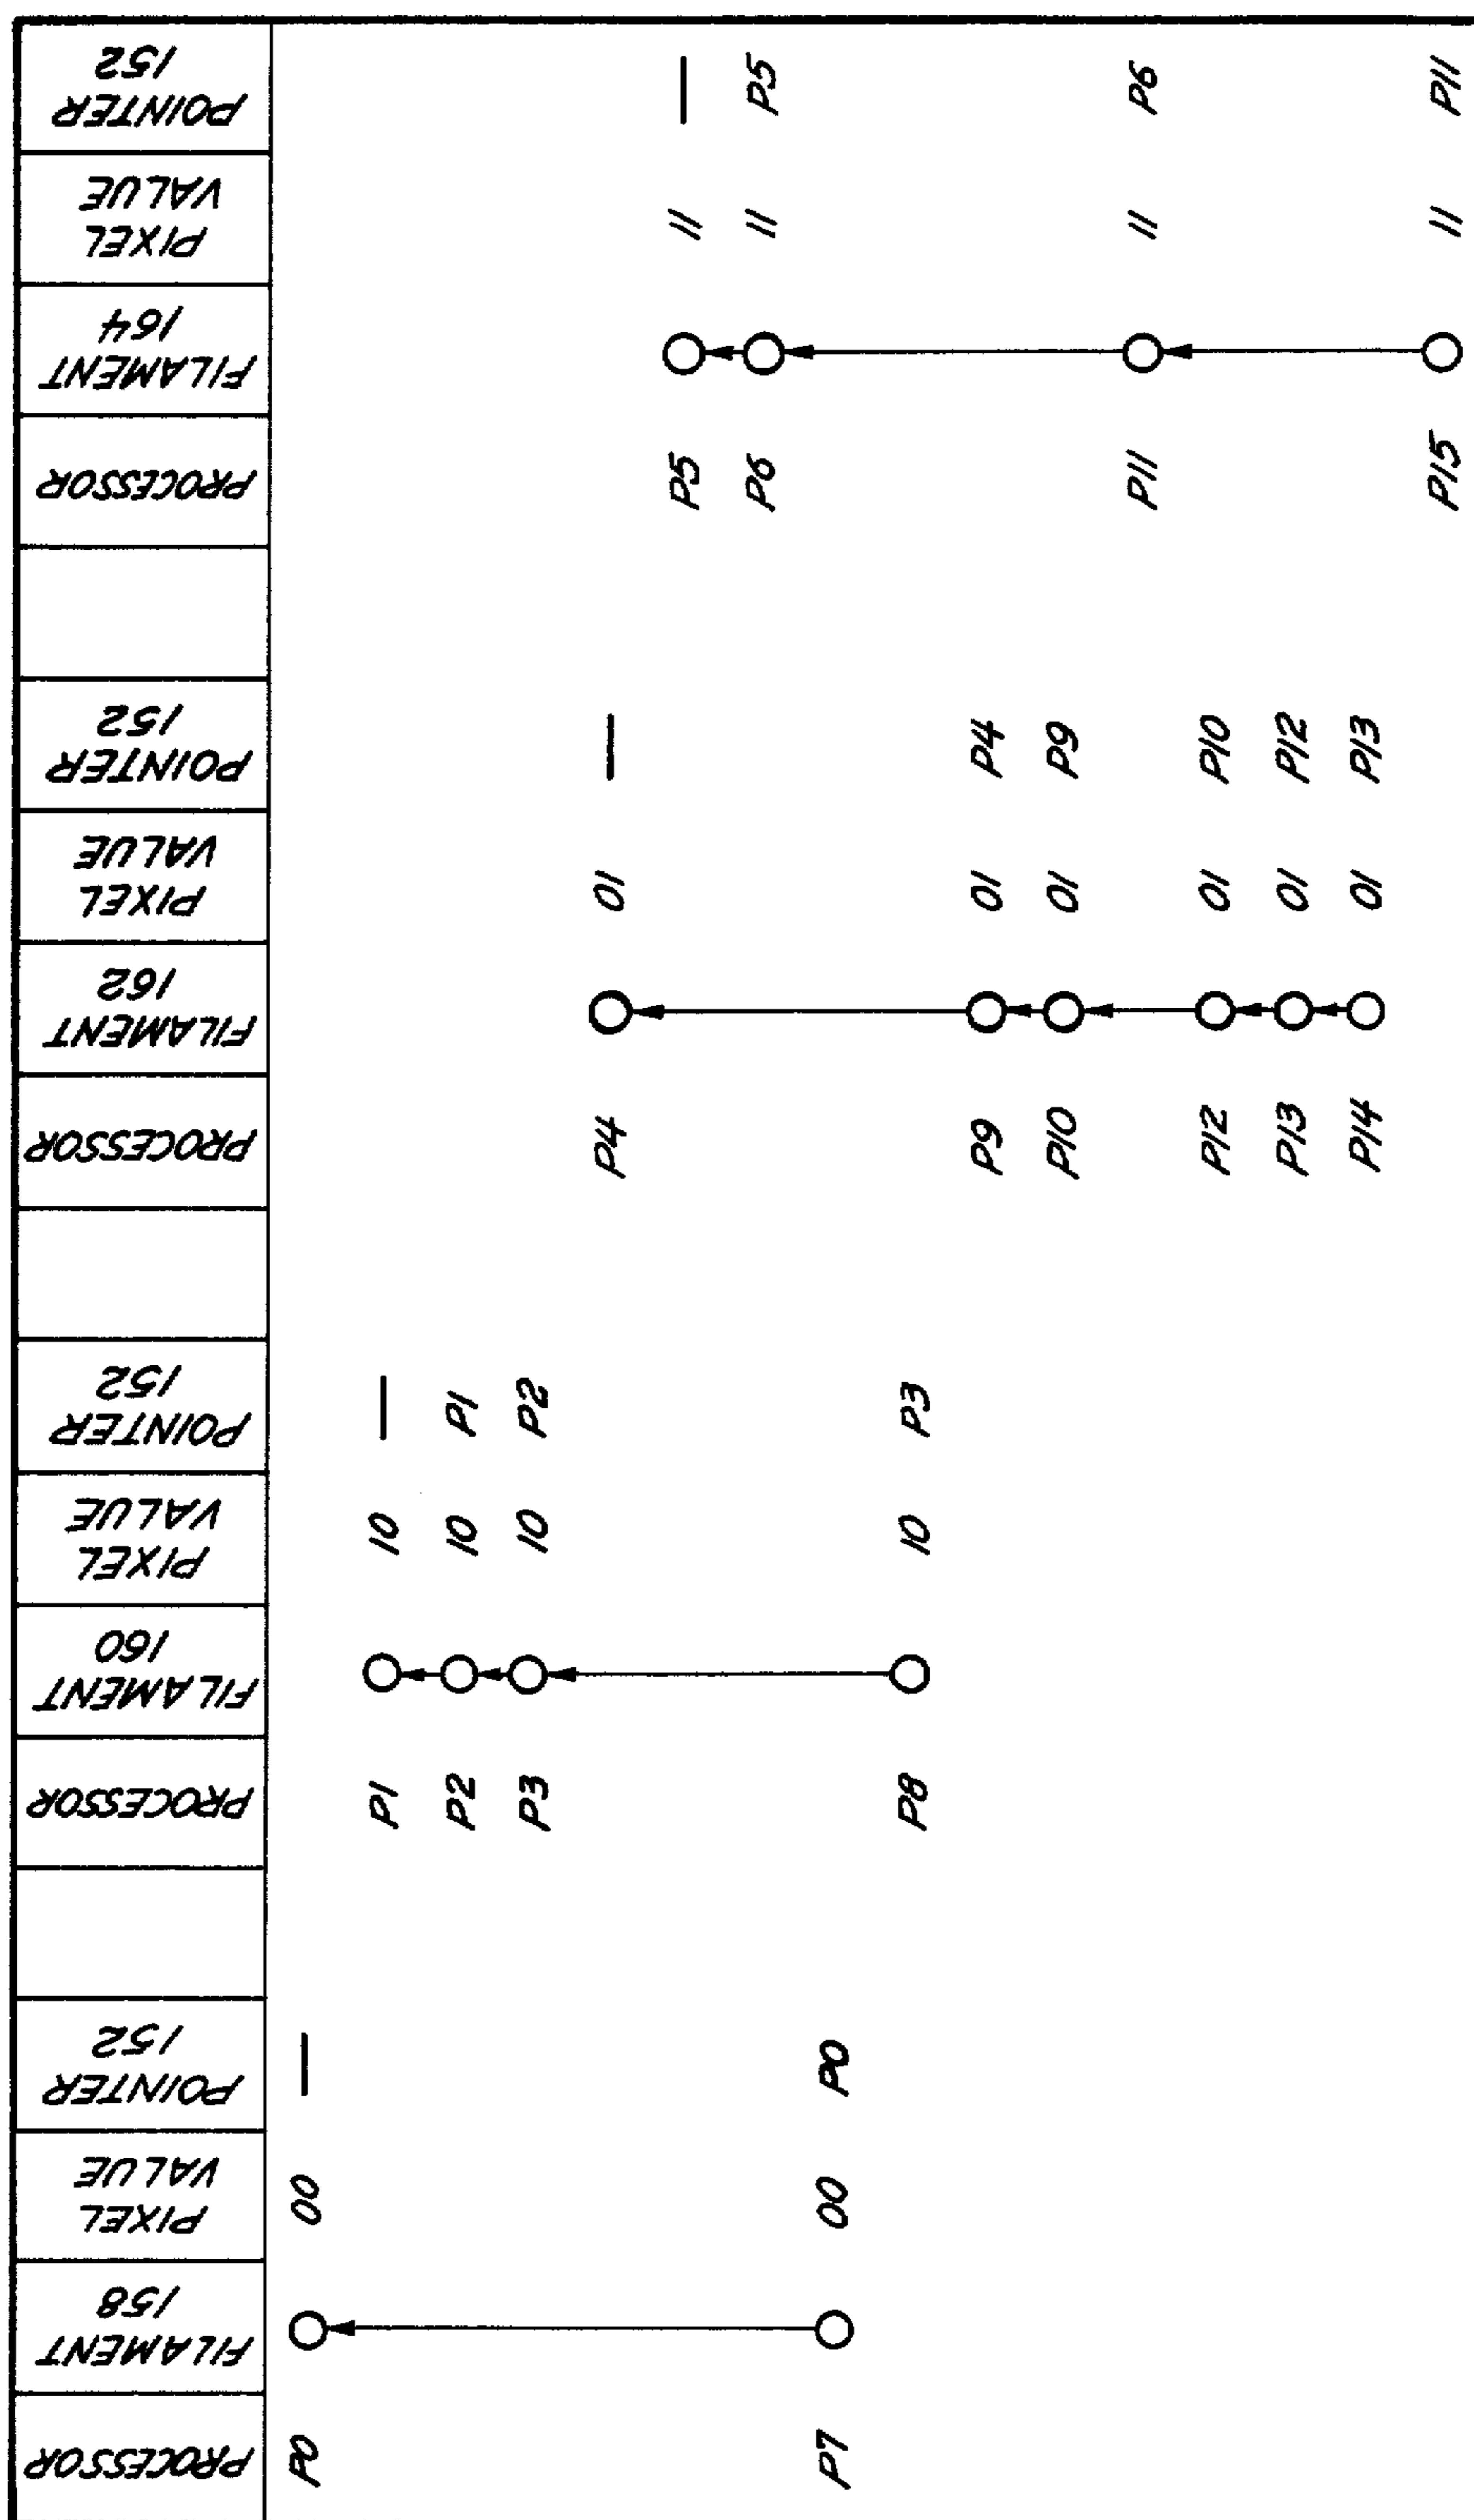 PROCESSOR
FILAMENT
158
PIXEL
VALUE
POINTER
152
PROCESSOR
FILAMENT
160
PIXEL
VALUE
POINTER
152
PROCESSOR
FILAMENT
162
PIXEL
VALUE
POINTER
152
PROCESSOR
FILAMENT
164
PIXEL
VALUE
POINTER
152
P0 00 —
P1 10 —
P2 10 P1
P3 10 P2
P4 01 —
P5 11 —
P6 11 P5
P7 00 P0
P8 10 P3
P9 01 P4
P10 01 P9
P11 11 P6
P12 01 P10
P13 01 P12
P14 01 P13
P15 11 P11